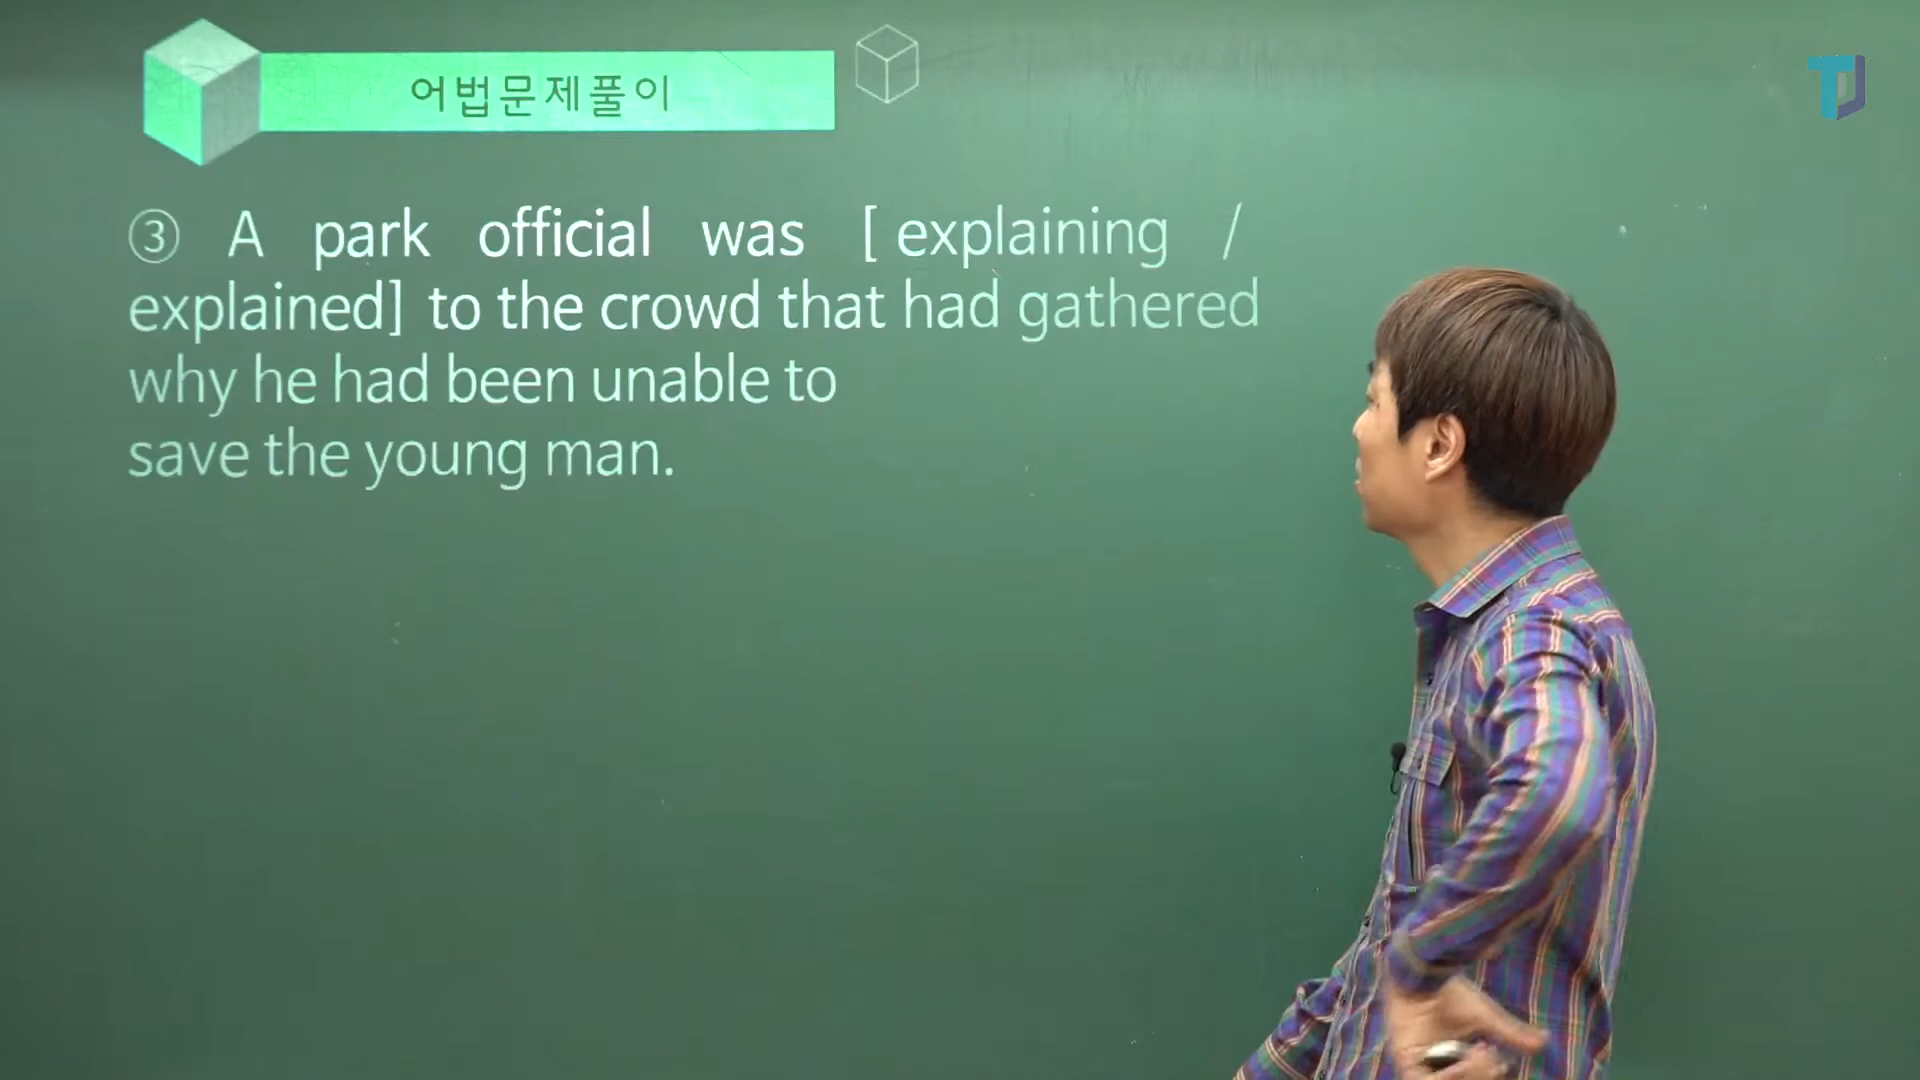 어법문제풀이
③ A park official was [ explaining /
explained] to the crowd that had gathered
why he had been unable to
save the young man.